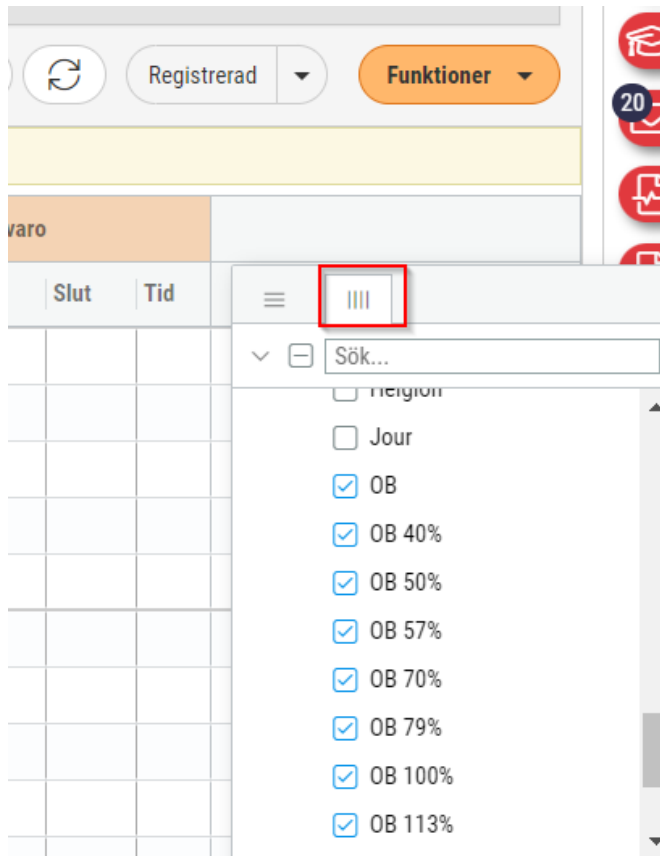 Registrerad
Funktioner
20
varo
Slut
Tid
Sök...
Helglön
Jour
OB
OB 40%
OB 50%
OB 57%
OB 70%
OB 79%
OB 100%
OB 113%